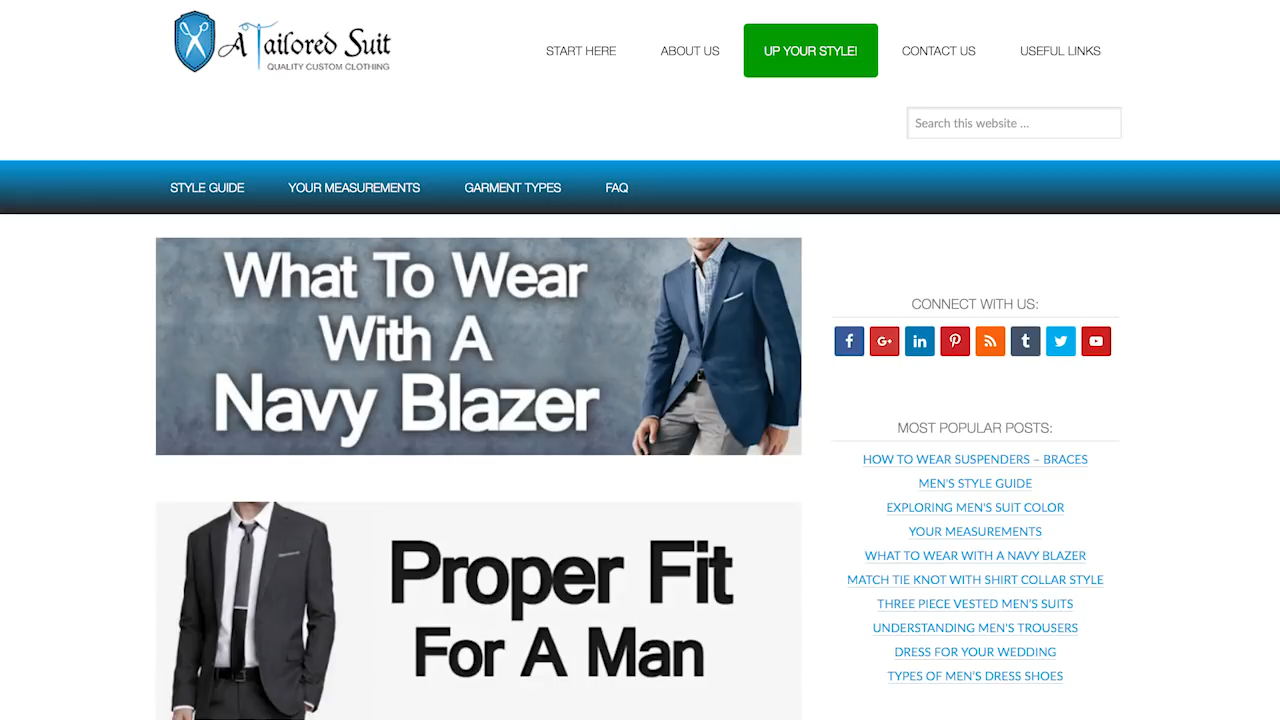 A Tailored Suit
QUALITY CUSTOM CLOTHING
START HERE
ABOUT US
UP YOUR STYLE!
CONTACT US
USEFUL LINKS
Search this website ...
STYLE GUIDE
YOUR MEASUREMENTS
GARMENT TYPES
FAQ
What To Wear
With A
Navy Blazer
Proper Fit
For A Man
CONNECT WITH US:
f
G+
in
t
MOST POPULAR POSTS:
HOW TO WEAR SUSPENDERS – BRACES
MEN'S STYLE GUIDE
EXPLORING MEN'S SUIT COLOR
YOUR MEASUREMENTS
WHAT TO WEAR WITH A NAVY BLAZER
MATCH TIE KNOT WITH SHIRT COLLAR STYLE
THREE PIECE VESTED MEN'S SUITS
UNDERSTANDING MEN'S TROUSERS
DRESS FOR YOUR WEDDING
TYPES OF MEN'S DRESS SHOES